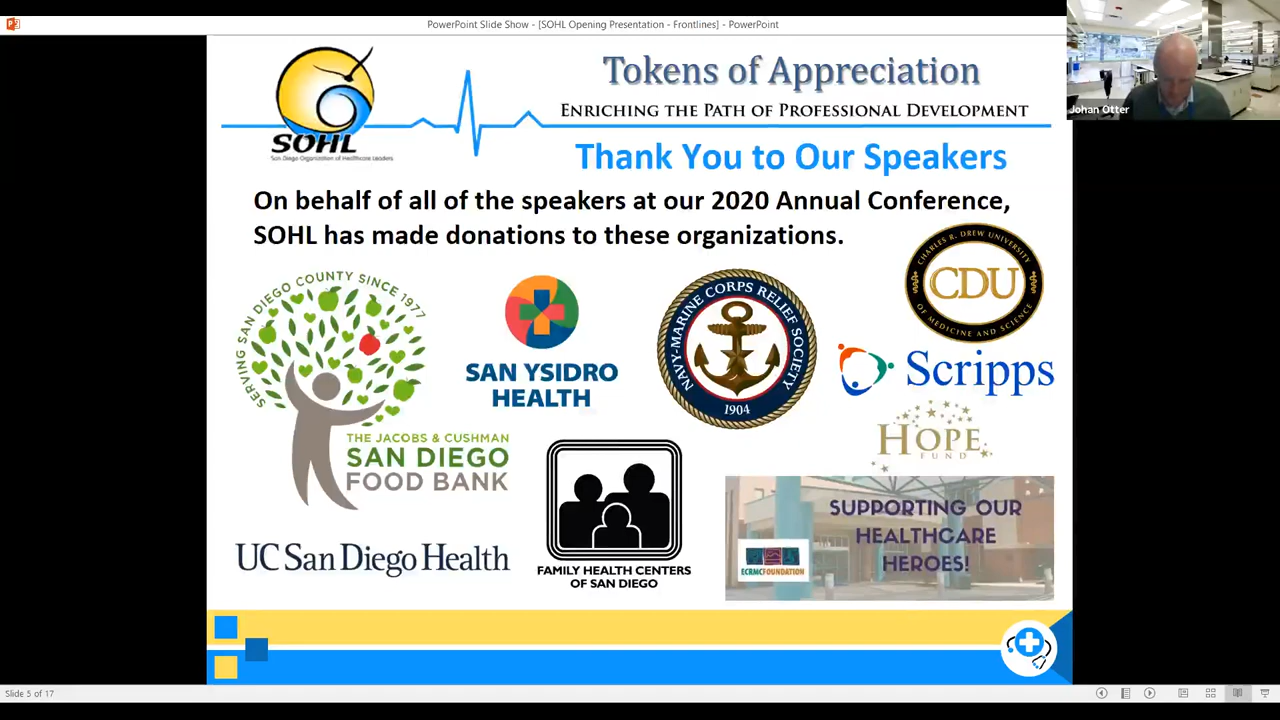 PowerPoint Slide Show - [SOHL Opening Presentation - Frontlines] - PowerPoint
Johan Otter
SOHL
San Diego Organization of Healthcare Leaders
Tokens of Appreciation
ENRICHING THE PATH OF PROFESSIONAL DEVELOPMENT
Thank You to Our Speakers
On behalf of all of the speakers at our 2020 Annual Conference,
SOHL has made donations to these organizations.
SERVING SAN DIEGO COUNTY SINCE 1977
THE JACOBS & CUSHMAN
SAN DIEGO
FOOD BANK
SAN YSIDRO
HEALTH
NAVY-MARINE CORPS RELIEF SOCIETY
1904
CHARLES R. DREW UNIVERSITY
CDU
OF MEDICINE AND SCIENCE
Scripps
HOPE
FUND
UC San Diego Health
FAMILY HEALTH CENTERS
OF SAN DIEGO
SUPPORTING OUR
HEALTHCARE
HEROES!
ECRMCFOUNDATION
Slide 5 of 17